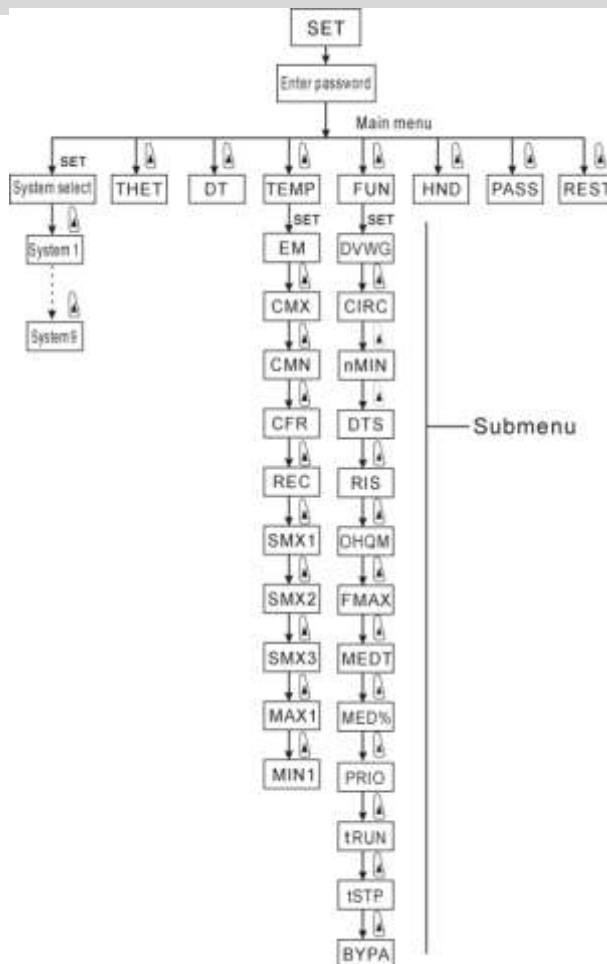 SET
Enter password
Main menu
SET
System select THET DT TEMP FUN HND PASS REST
SET SET
System 1 EM DVWG
CMX CIRC
System 9 CMN nMIN
CFR DTS
Submenu
REC RIS
SMX1 OHQM
SMX2 FMAX
SMX3 MEDT
MAX1 MED%
MIN1 PRIO
tRUN
tSTP
BYPA